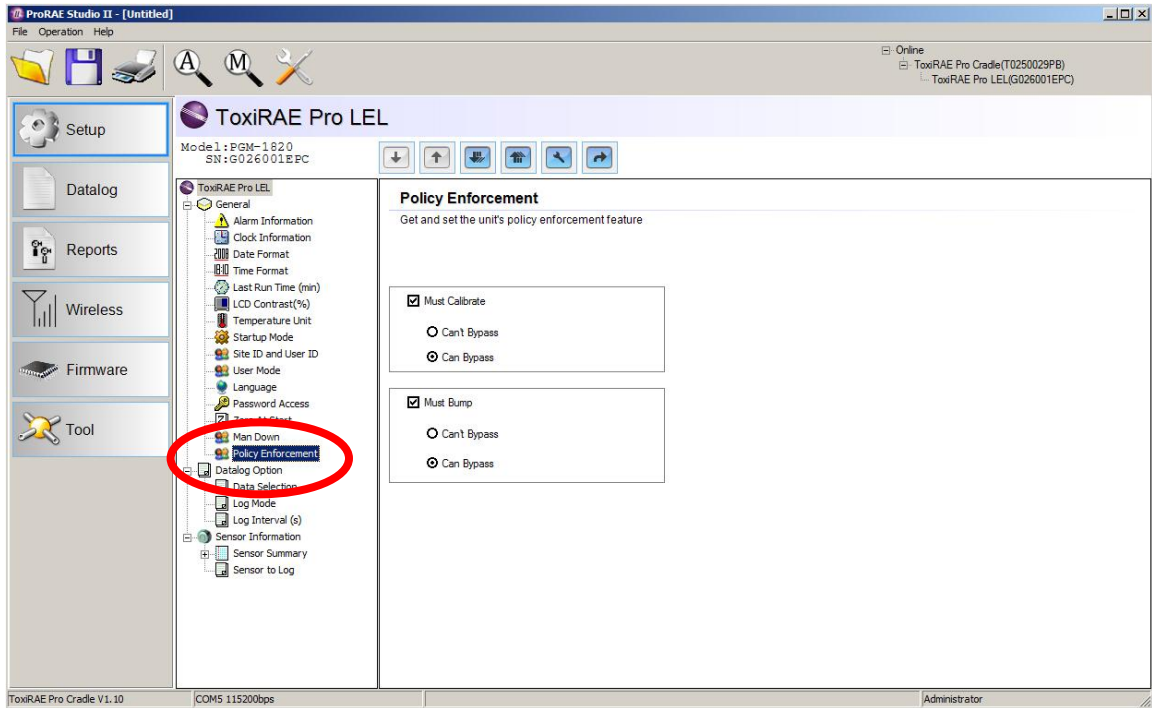 ProRAE Studio II - [Untitled]
File Operation Help
A M
Online
ToxiRAE Pro Cradle(T0250029PB)
ToxiRAE Pro LEL(G026001EPC)
Setup
Datalog
Reports
Wireless
Firmware
Tool
ToxiRAE Pro LEL
Model:PGM-1820
SN:G026001EPC
ToxiRAE Pro LEL
General
Alarm Information
Clock Information
Date Format
Time Format
Last Run Time (min)
LCD Contrast(%)
Temperature Unit
Startup Mode
Site ID and User ID
User Mode
Language
Password Access
Zero At Start
Man Down
Policy Enforcement
Datalog Option
Data Selection
Log Mode
Log Interval (s)
Sensor Information
Sensor Summary
Sensor to Log
Policy Enforcement
Get and set the unit's policy enforcement feature
Must Calibrate
Can't Bypass
Can Bypass
Must Bump
Can't Bypass
Can Bypass
ToxiRAE Pro Cradle V1.10
COM5 115200bps
Administrator